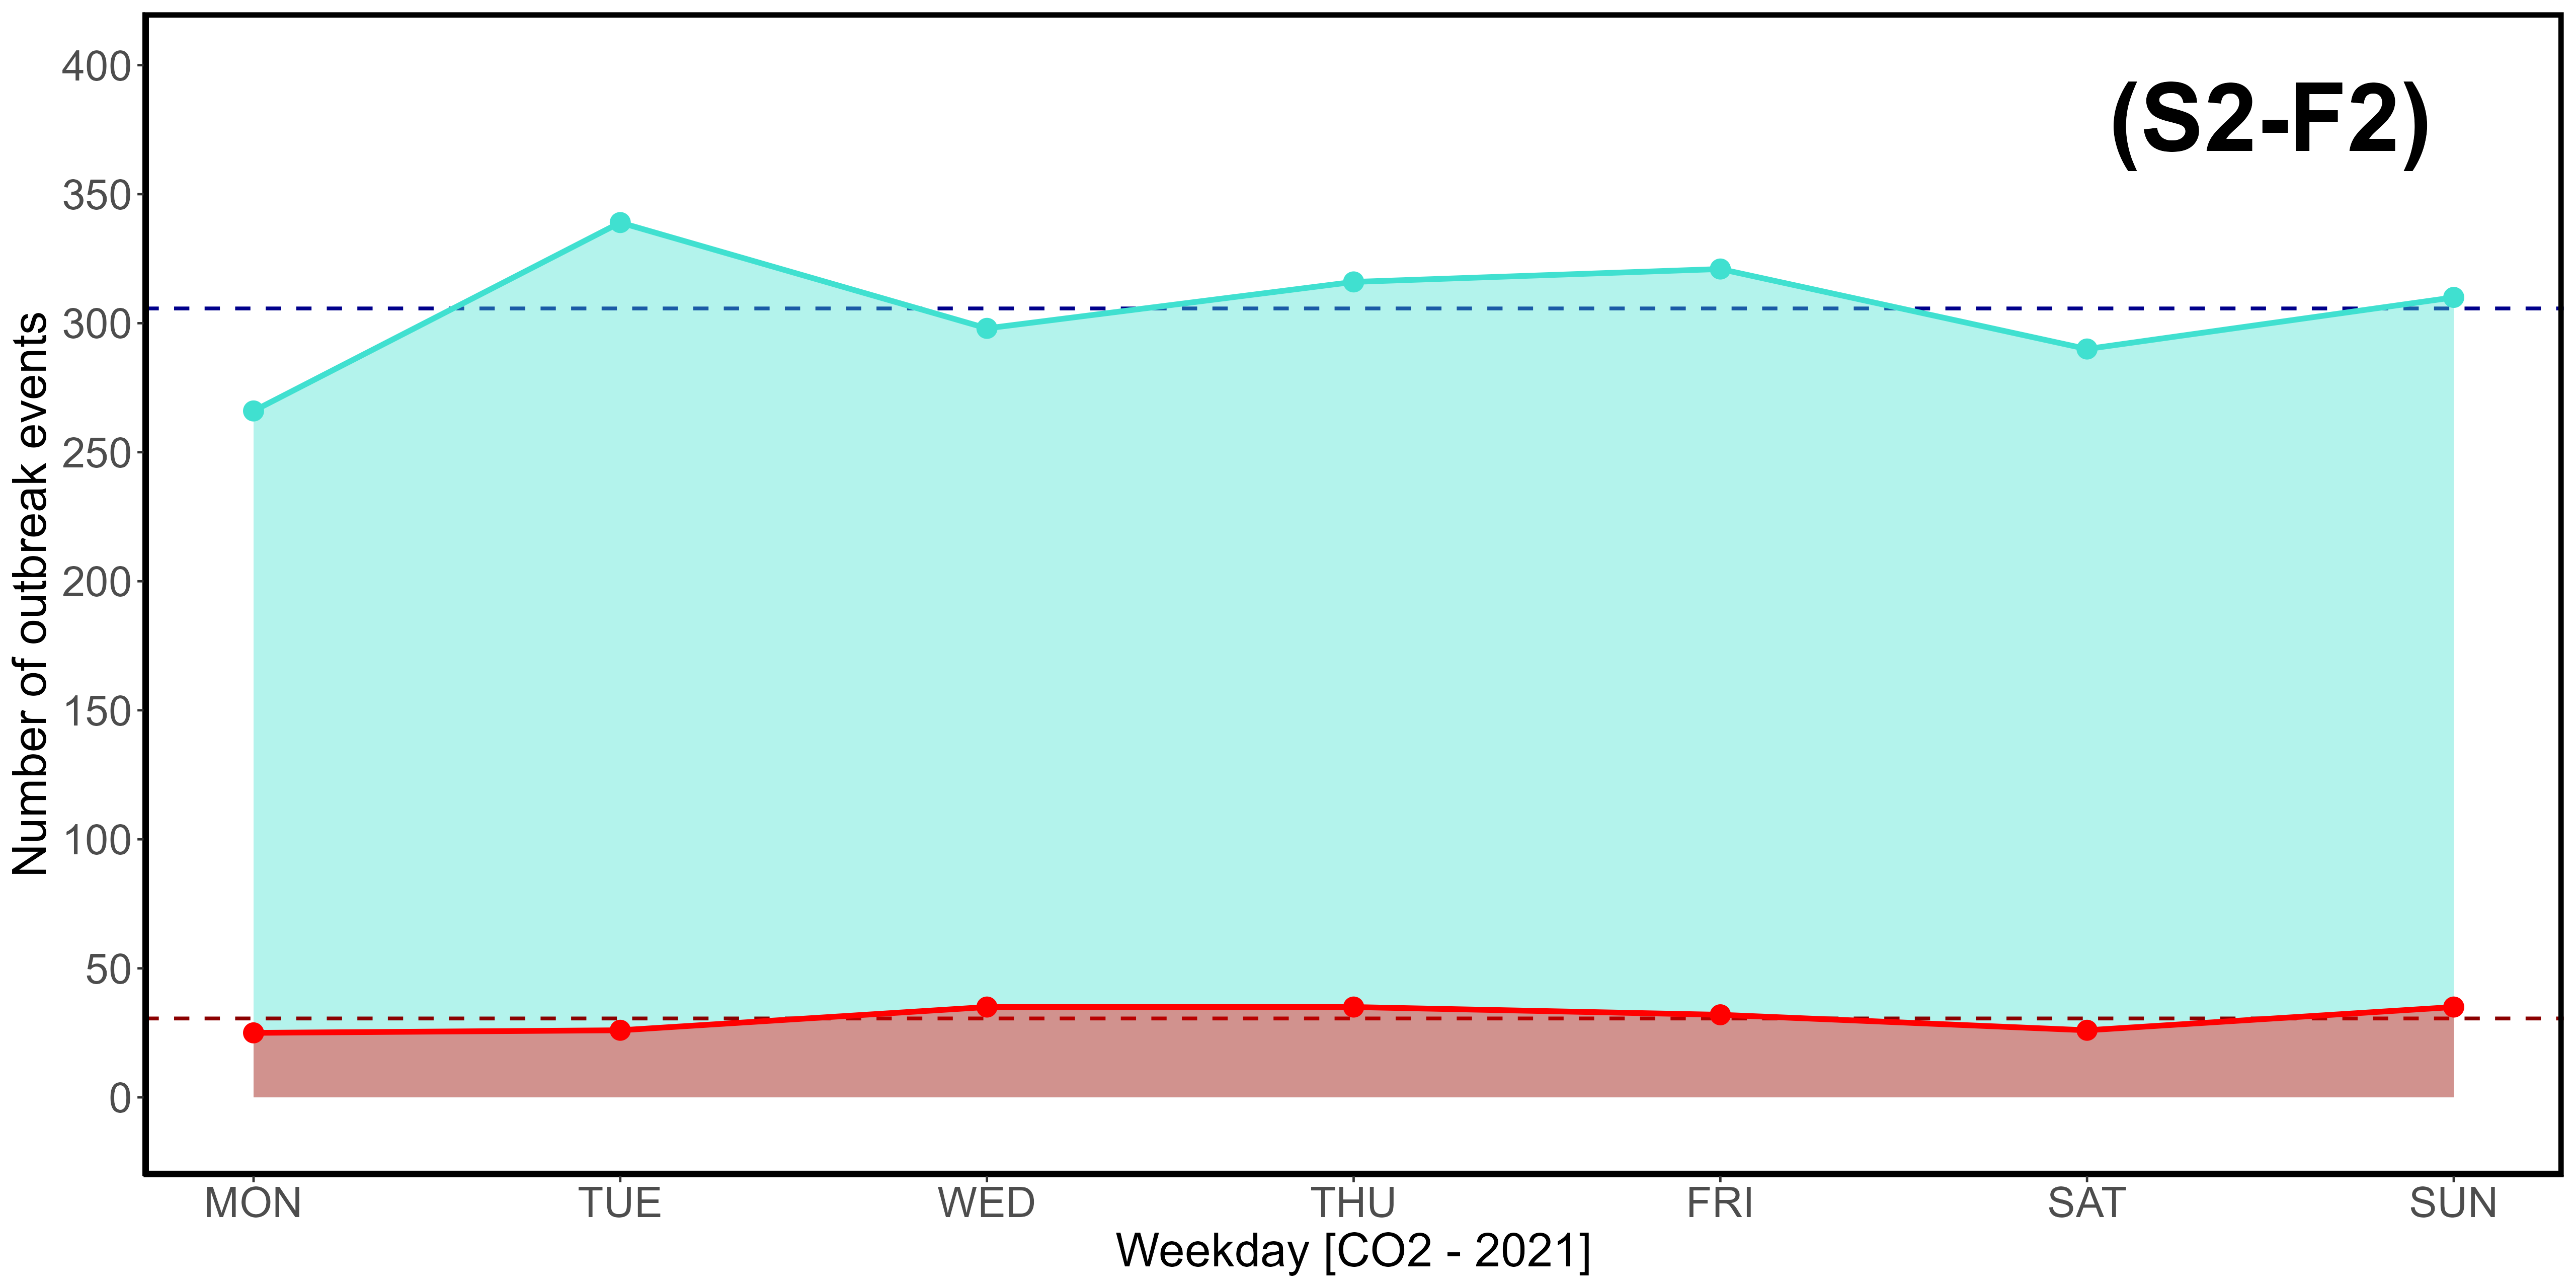 (S2-F2)
Number of outbreak events
400
350
300
250
200
150
100
50
0
MON TUE WED THU FRI SAT SUN
Weekday [CO2 - 2021]